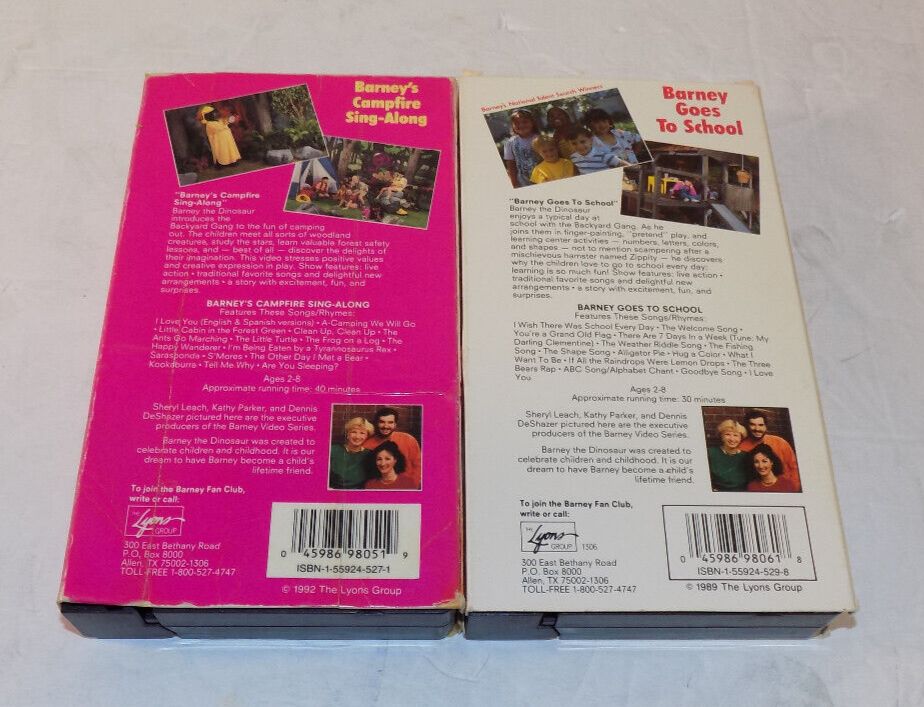 Barney's
Campfire
Sing-Along
"Barney's Campfire
Sing-Along"
Barney the Dinosaur
introduces the
Backyard Gang to the fun of camping
out. The children meet all sorts of woodland
creatures, study the stars, learn valuable forest safety
lessons, and — best of all — discover the delights of
their imagination. This video stresses positive values
and creative expression in play. Show features: live
action • traditional favorite songs and delightful new
arrangements • a story with excitement, fun, and
surprises.
BARNEY'S CAMPFIRE SING-ALONG
Features These Songs/Rhymes:
I Love You (English & Spanish versions) • A-Camping We Will Go
• Little Cabin in the Forest Green • Clean Up, Clean Up • The
Ants Go Marching • The Little Turtle • The Frog on a Log • The
Happy Wanderer • I'm Being Eaten by a Tyrannosaurus Rex •
Sarasponda • S'Mores • The Other Day I Met a Bear •
Kookaburra • Tell Me Why • Are You Sleeping?
Ages 2-8
Approximate running time: 40 minutes
Sheryl Leach, Kathy Parker, and Dennis
DeShazer pictured here are the executive
producers of the Barney Video Series.
Barney the Dinosaur was created to
celebrate children and childhood. It is our
dream to have Barney become a child's
lifetime friend.
To join the Barney Fan Club,
write or call:
THE
Lyons
GROUP
300 East Bethany Road
P.O. Box 8000
Allen, TX 75002-1306
TOLL-FREE 1-800-527-4747
0 45986 98051 9
ISBN-1-55924-527-1
© 1992 The Lyons Group
Barney's National Talent Search Winners
Barney
Goes
To School
"Barney Goes To School"
Barney the Dinosaur
enjoys a typical day at
school with the Backyard Gang. As he
joins them in finger-painting, "pretend" play, and
learning center activities — numbers, letters, colors,
and shapes — not to mention scampering after a
mischievous hamster named Zippity — he discovers
why the children love to go to school every day:
learning is so much fun! Show features: live action •
traditional favorite songs and delightful new
arrangements • a story with excitement, fun, and
surprises.
BARNEY GOES TO SCHOOL
Features These Songs/Rhymes:
I Wish There Was School Every Day • The Welcome Song •
You're a Grand Old Flag • There Are 7 Days In a Week (Tune: My
Darling Clementine) • The Weather Riddle Song • The Fishing
Song • The Shape Song • Alligator Pie • Hug a Color • What I
Want To Be • If All the Raindrops Were Lemon Drops • The Three
Bears Rap • ABC Song/Alphabet Chant • Goodbye Song • I Love
You
Ages 2-8
Approximate running time: 30 minutes
Sheryl Leach, Kathy Parker, and Dennis
DeShazer pictured here are the executive
producers of the Barney Video Series.
Barney the Dinosaur was created to
celebrate children and childhood. It is our
dream to have Barney become a child's
lifetime friend.
To join the Barney Fan Club,
write or call:
THE
Lyons
GROUP 1306
300 East Bethany Road
P.O. Box 8000
Allen, TX 75002-1306
TOLL-FREE 1-800-527-4747
0 45986 98061 8
ISBN-1-55924-529-8
© 1989 The Lyons Group